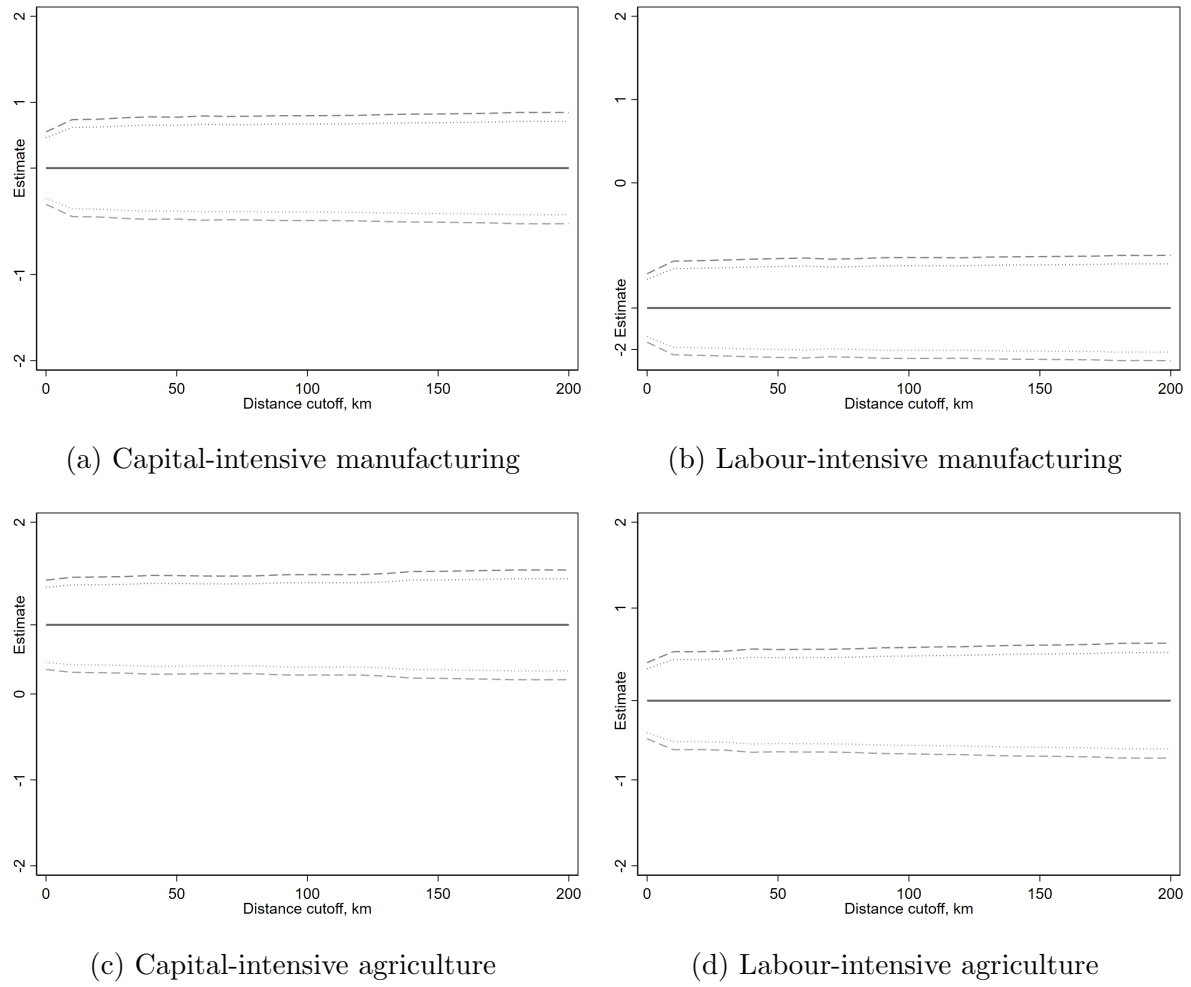 2
1
Estimate
-1
-2
0 50 100 150 200
Distance cutoff, km
(a) Capital-intensive manufacturing
2
1
0
Estimate
-2
0 50 100 150 200
Distance cutoff, km
(b) Labour-intensive manufacturing
2
Estimate
0
-1
-2
0 50 100 150 200
Distance cutoff, km
(c) Capital-intensive agriculture
2
1
Estimate
-1
-2
0 50 100 150 200
Distance cutoff, km
(d) Labour-intensive agriculture